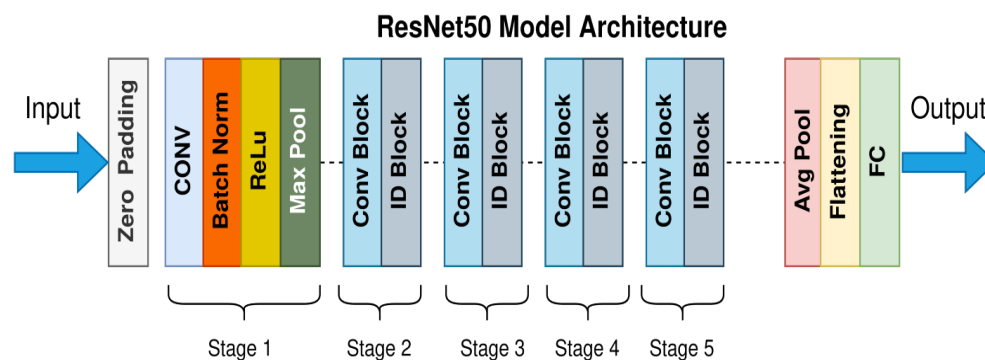 ResNet50 Model Architecture
Input
Zero Padding
CONV
Batch Norm
ReLu
Max Pool
Conv Block
ID Block
Conv Block
ID Block
Conv Block
ID Block
Conv Block
ID Block
Avg Pool
Flattening
FC
Output
Stage 1
Stage 2
Stage 3
Stage 4
Stage 5